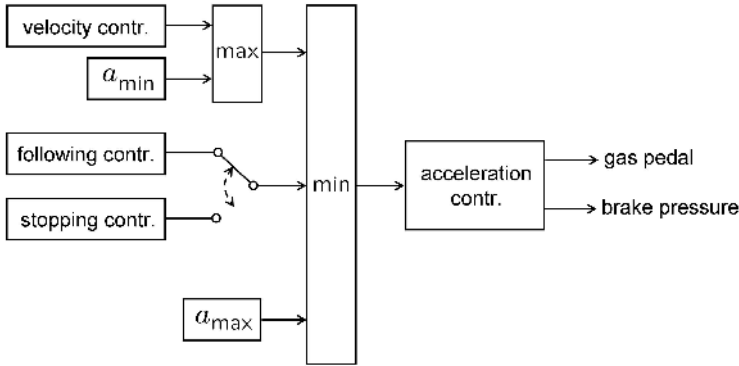 velocity contr.
max
a_min
following contr.
min
acceleration
contr.
gas pedal
brake pressure
stopping contr.
a_max